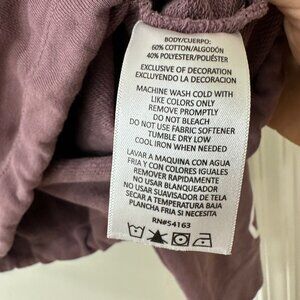 BODY/CUERPO:
60% COTTON/ALGODÓN
40% POLYESTER/POLIÉSTER
EXCLUSIVE OF DECORATION
EXCLUYENDO LA DECORACION
MACHINE WASH COLD WITH
LIKE COLORS ONLY
REMOVE PROMPTLY
DO NOT BLEACH
DO NOT USE FABRIC SOFTENER
TUMBLE DRY LOW
COOL IRON WHEN NEEDED
LAVAR A MAQUINA CON AGUA
FRIA Y CON COLORES IGUALES
REMOVER RAPIDAMENTE
NO USAR BLANQUEADOR
NO USAR SUAVISADOR DE TELA
SECAR A TEMPERATURA BAJA
PLANCHA FRIA SI NECESITA
RN#54163